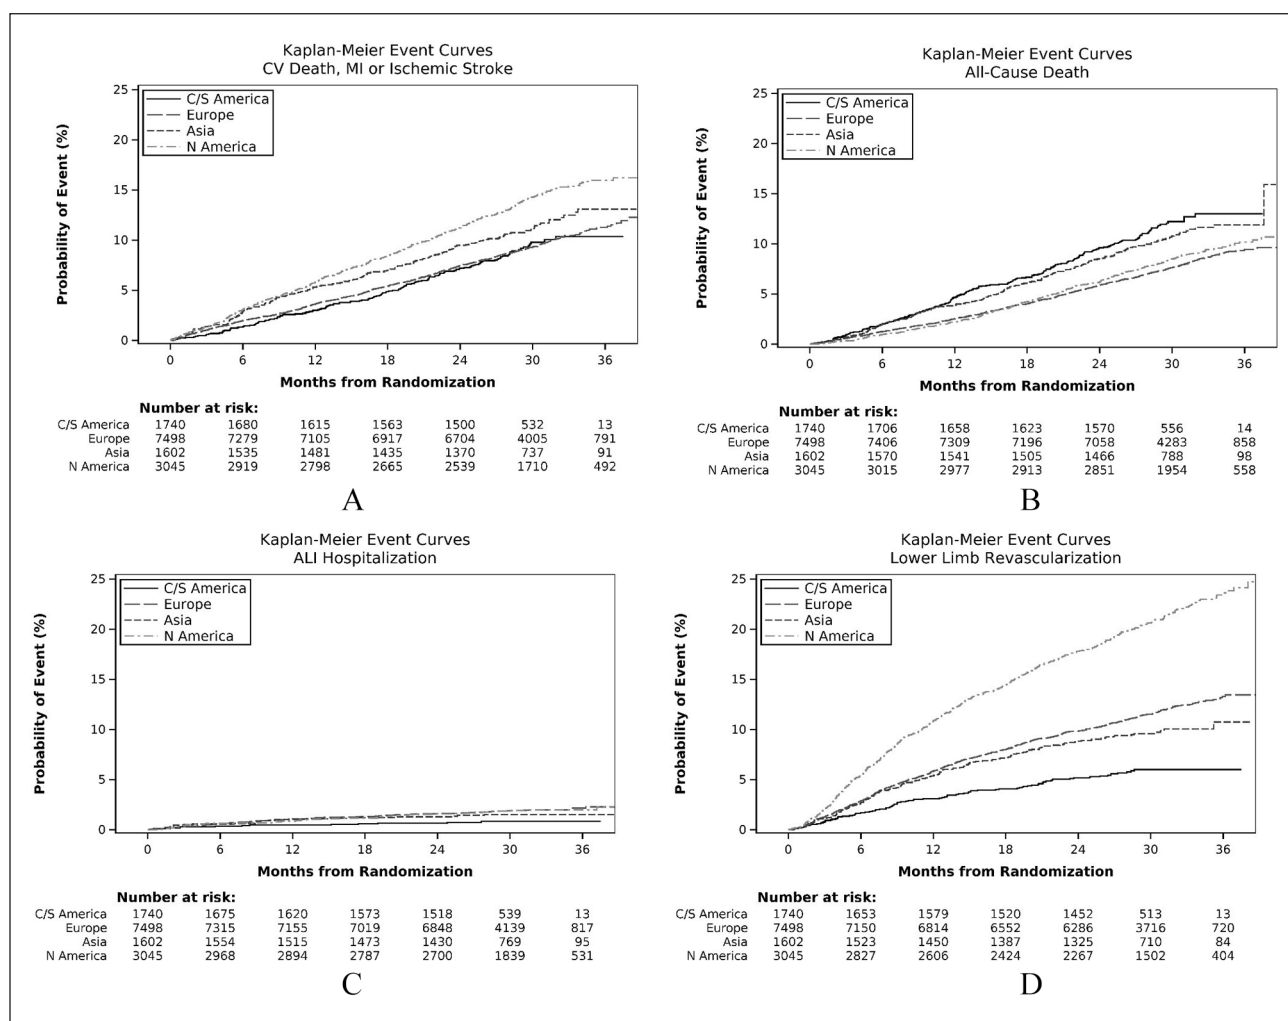 Kaplan-Meier Event Curves
CV Death, MI or Ischemic Stroke
Probability of Event (%)
25
20
15
10
5
0
C/S America
Europe
Asia
N America
0 6 12 18 24 30 36
Months from Randomization
Number at risk:
C/S America 1740 1680 1615 1563 1500 532 13
Europe 7498 7279 7105 6917 6704 4005 791
Asia 1602 1535 1481 1435 1370 737 91
N America 3045 2919 2798 2665 2539 1710 492
A
Kaplan-Meier Event Curves
All-Cause Death
Probability of Event (%)
25
20
15
10
5
0
C/S America
Europe
Asia
N America
0 6 12 18 24 30 36
Months from Randomization
Number at risk:
C/S America 1740 1706 1658 1623 1570 556 14
Europe 7498 7406 7309 7196 7058 4283 858
Asia 1602 1570 1541 1505 1466 788 98
N America 3045 3015 2977 2913 2851 1954 558
B
Kaplan-Meier Event Curves
ALI Hospitalization
Probability of Event (%)
25
20
15
10
5
0
C/S America
Europe
Asia
N America
0 6 12 18 24 30 36
Months from Randomization
Number at risk:
C/S America 1740 1675 1620 1573 1518 539 13
Europe 7498 7315 7155 7019 6848 4139 817
Asia 1602 1554 1515 1473 1430 769 95
N America 3045 2968 2894 2787 2700 1839 531
C
Kaplan-Meier Event Curves
Lower Limb Revascularization
Probability of Event (%)
25
20
15
10
5
0
C/S America
Europe
Asia
N America
0 6 12 18 24 30 36
Months from Randomization
Number at risk:
C/S America 1740 1653 1579 1520 1452 513 13
Europe 7498 7150 6814 6552 6286 3716 720
Asia 1602 1523 1450 1387 1325 710 84
N America 3045 2827 2606 2424 2267 1502 404
D